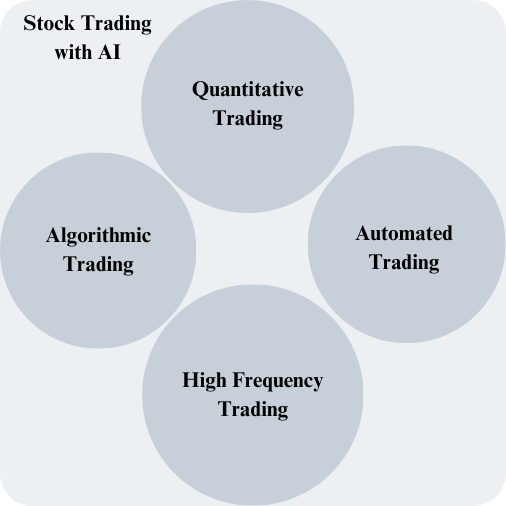 Stock Trading
with AI
Quantitative
Trading
Algorithmic
Trading
Automated
Trading
High Frequency
Trading